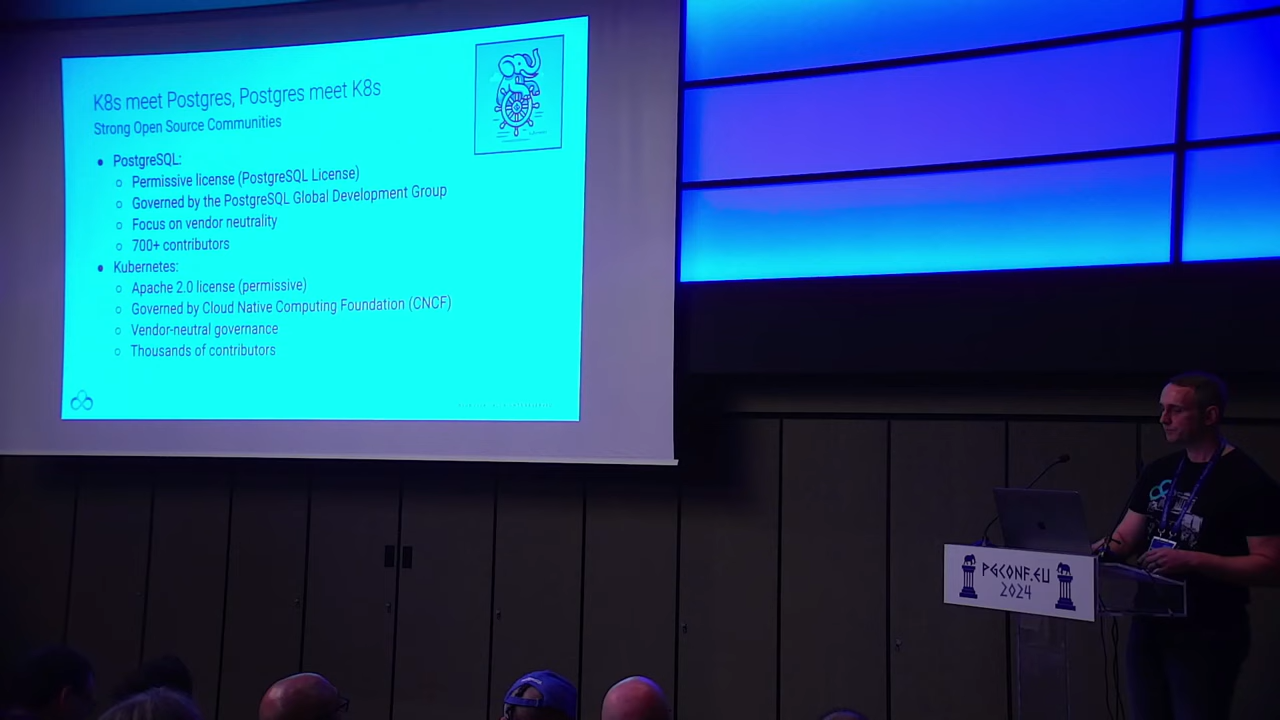 K8s meet Postgres, Postgres meet K8s
Strong Open Source Communities
● PostgreSQL:
○ Permissive license (PostgreSQL License)
○ Governed by the PostgreSQL Global Development Group
○ Focus on vendor neutrality
○ 700+ contributors
● Kubernetes:
○ Apache 2.0 license (permissive)
○ Governed by Cloud Native Computing Foundation (CNCF)
○ Vendor-neutral governance
○ Thousands of contributors
PGCONF.EU
2024